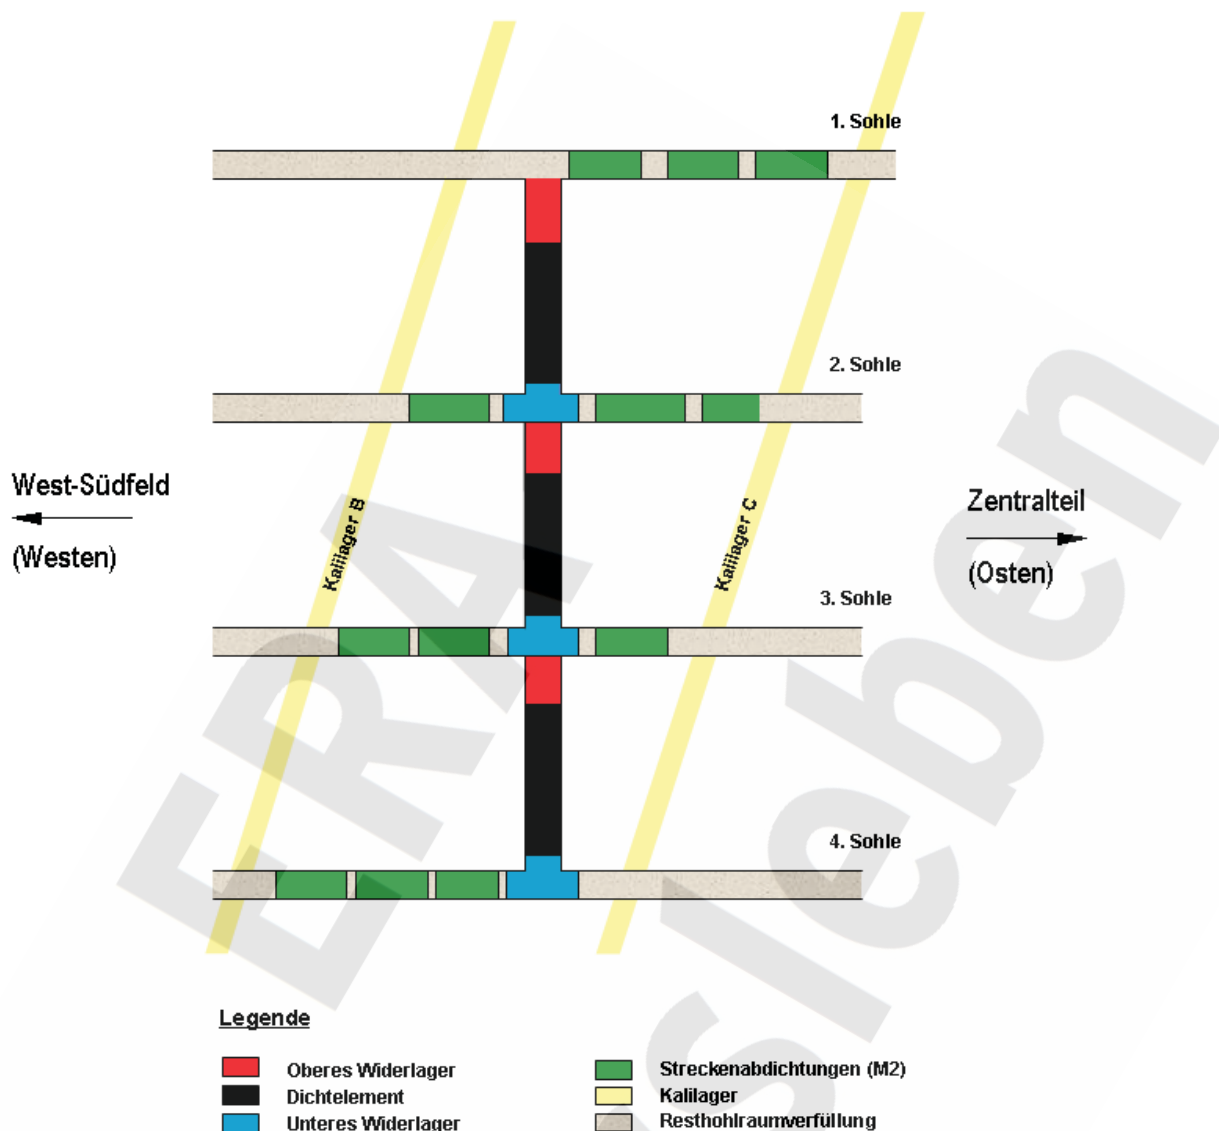 1. Sohle
2. Sohle
West-Südfeld
(Westen)
Kalilager B
Kalilager C
Zentralteil
(Osten)
3. Sohle
4. Sohle
ERA
sleben
Legende
Oberes Widerlager
Dichtelement
Unteres Widerlager
Streckenabdichtungen (M2)
Kalilager
Resthohlraumverfüllung